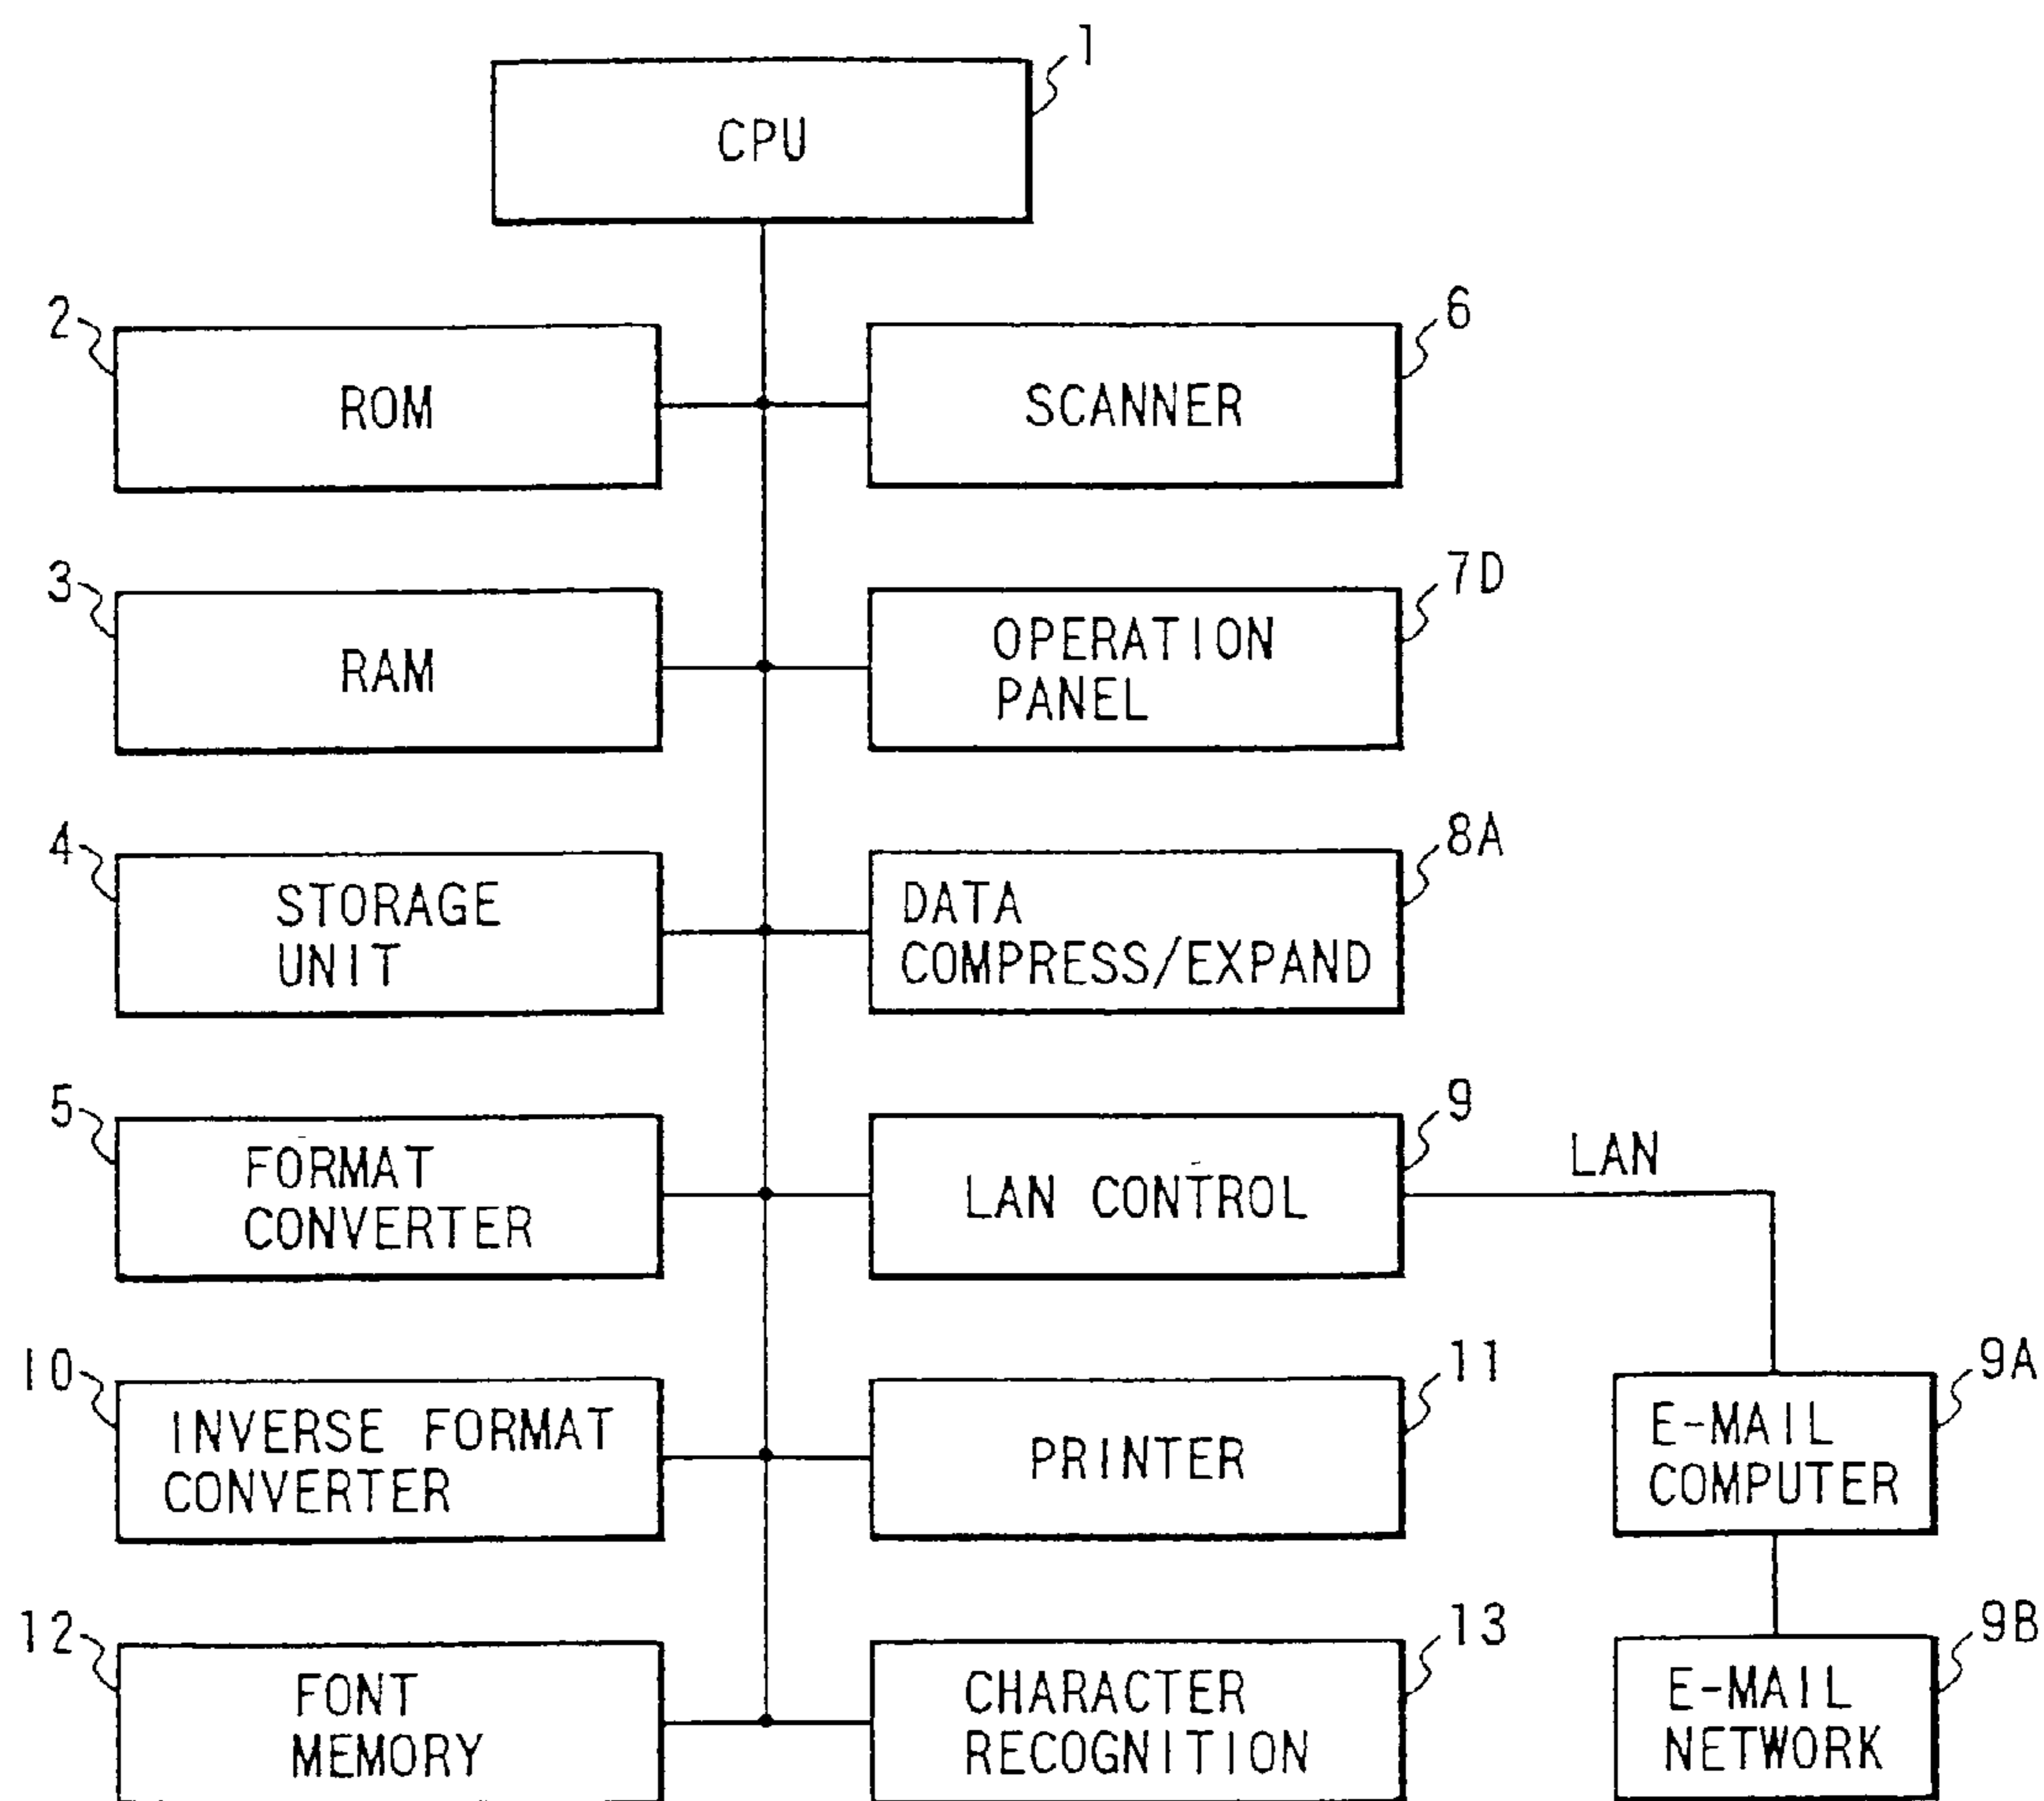 1
CPU
2
ROM
6
SCANNER
3
RAM
7D
OPERATION
PANEL
4
STORAGE
UNIT
8A
DATA
COMPRESS/EXPAND
5
FORMAT
CONVERTER
9
LAN CONTROL
LAN
10
INVERSE FORMAT
CONVERTER
11
PRINTER
9A
E-MAIL
COMPUTER
12
FONT
MEMORY
13
CHARACTER
RECOGNITION
9B
E-MAIL
NETWORK